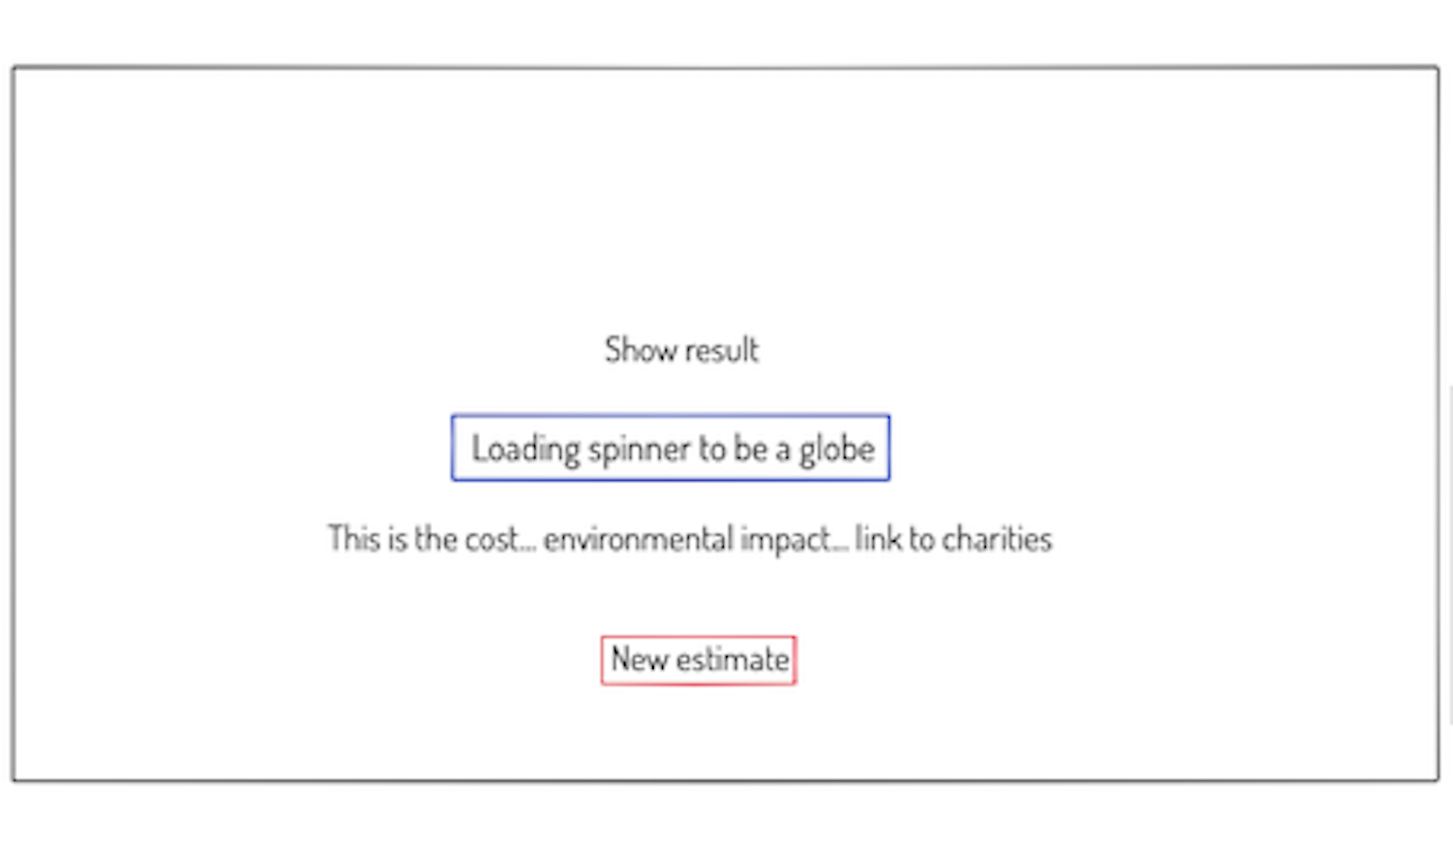 Show result
Loading spinner to be a globe
This is the cost... environmental impact... link to charities
New estimate